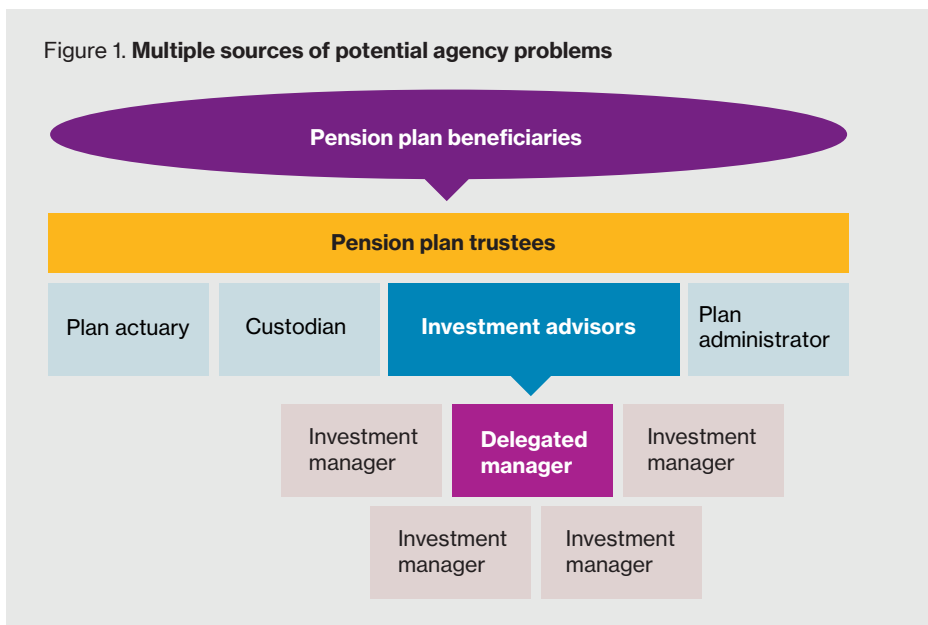 Figure 1. Multiple sources of potential agency problems
Pension plan beneficiaries
Pension plan trustees
Plan actuary
Custodian
Investment advisors
Plan
administrator
Investment
manager
Delegated
manager
Investment
manager
Investment
manager
Investment
manager